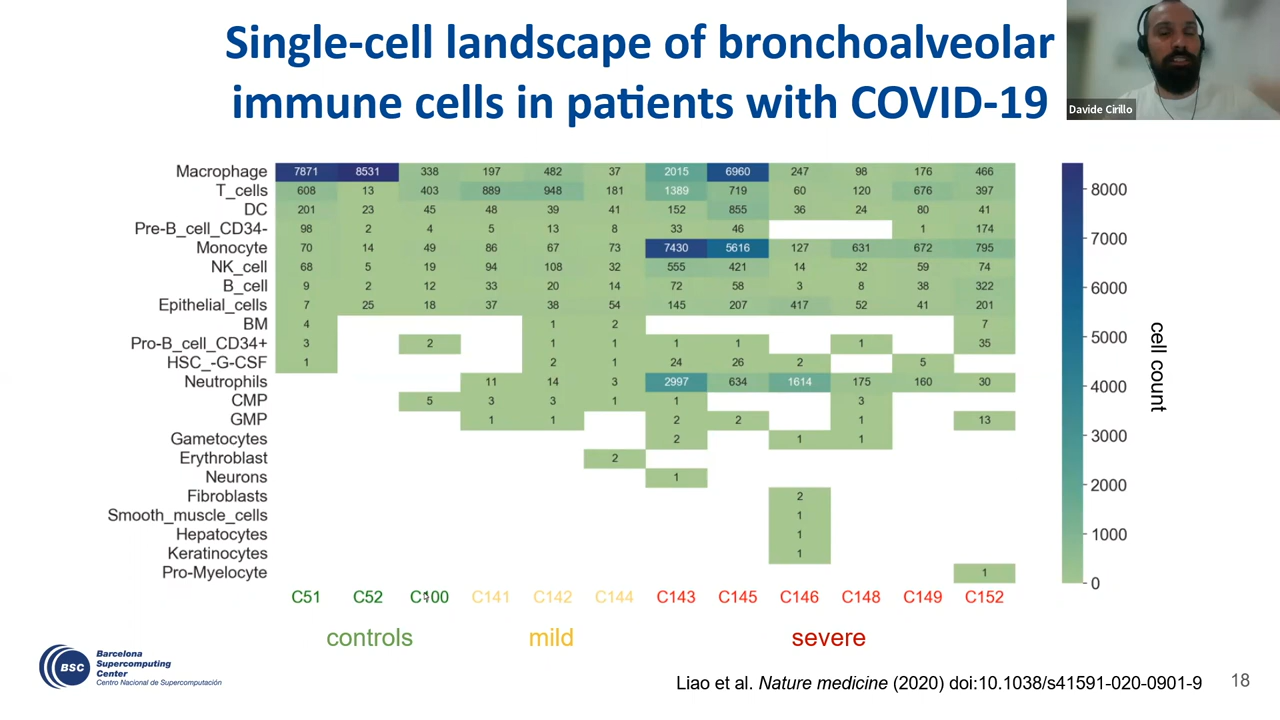 Single-cell landscape of bronchoalveolar
immune cells in patients with COVID-19
Davide Cirillo
Macrophage 7871 8531 338 197 482 37 2015 6960 247 98 176 466
T_cells 608 13 403 889 948 181 1389 719 60 120 676 397
DC 201 23 45 48 39 41 152 855 36 24 80 41
Pre-B_cell_CD34- 98 2 4 5 13 8 33 46 1 174
Monocyte 70 14 49 86 67 73 7430 5616 127 631 672 795
NK_cell 68 5 19 94 108 32 555 421 14 32 59 74
B_cell 9 2 12 33 20 14 72 58 3 8 38 322
Epithelial_cells 7 25 18 37 38 54 145 207 417 52 41 201
BM 4 1 2 7
Pro-B_cell_CD34+ 3 2 1 1 1 1 1 35
HSC_-G-CSF 1 2 1 24 26 2 5
Neutrophils 11 14 3 2997 634 1614 175 160 30
CMP 5 3 3 1 1 3
GMP 1 1 2 2 1 13
Gametocytes 2 1 1
Erythroblast 2
Neurons 1
Fibroblasts 2
Smooth_muscle_cells 1
Hepatocytes 1
Keratinocytes 1
Pro-Myelocyte 1
C51 C52 C100 C141 C142 C144 C143 C145 C146 C148 C149 C152
controls mild severe
8000
7000
6000
5000
4000
3000
2000
1000
0
cell count
BSC
Barcelona
Supercomputing
Center
Centro Nacional de Supercomputación
Liao et al. Nature medicine (2020) doi:10.1038/s41591-020-0901-9
18